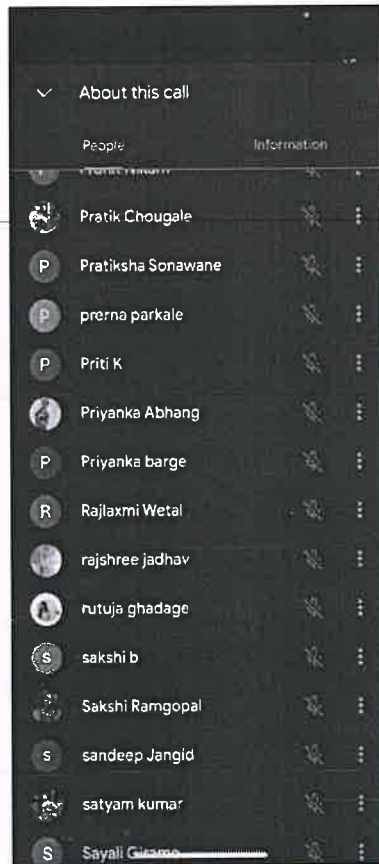 About this call
People Information
Pratik Chougale
P Pratiksha Sonawane
P prerna parkale
P Priti K
Priyanka Abhang
P Priyanka barge
R Rajlaxmi Wetal
rajshree jadhav
rutuja ghadage
S sakshi b
Sakshi Ramgopal
s sandeep Jangid
satyam kumar
S Sayali